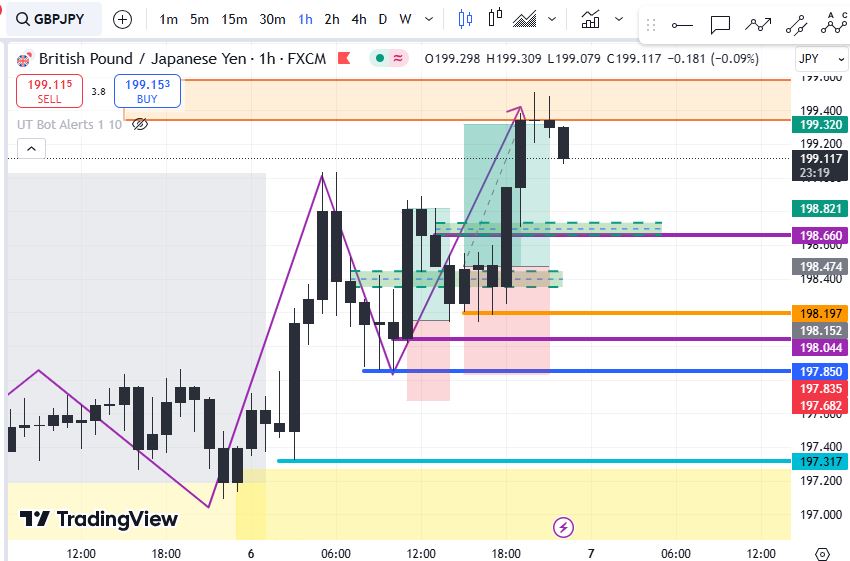 GBPJPY
1m 5m 15m 30m 1h 2h 4h D W
British Pound / Japanese Yen · 1h · FXCM
O199.298 H199.309 L199.079 C199.117 −0.181 (−0.09%)
JPY
199.115
SELL
3.8
199.153
BUY
UT Bot Alerts 1 10
199.600
199.400
199.320
199.200
199.117
23:19
198.821
198.660
198.600
198.474
198.400
198.197
198.152
198.044
197.850
197.835
197.682
197.600
197.400
197.317
197.200
197.000
TradingView
12:00 18:00 6 06:00 12:00 18:00 7 06:00 12:00